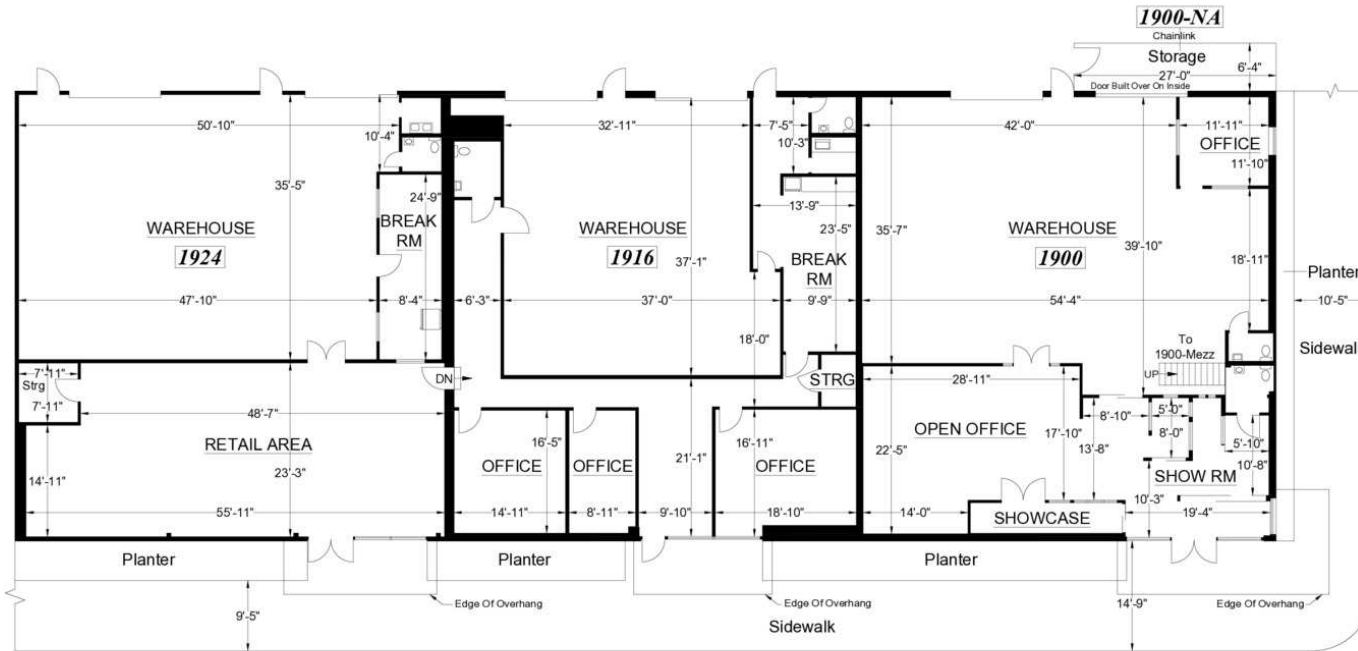 1900-NA
Chainlink
Storage
27'-0"
6'-4"
Door Built Over On Inside
50'-10"
10'-4"
35'-5"
24'-9"
BREAK
RM
WAREHOUSE
1924
47'-10"
8'-4"
7'-11"
Strg
7'-11"
48'-7"
RETAIL AREA
23'-3"
14'-11"
55'-11"
DN
32'-11"
7'-5"
10'-3"
13'-9"
23'-5"
WAREHOUSE
1916
37'-1"
BREAK
RM
6'-3"
37'-0"
9'-9"
18'-0"
STRG
16'-5"
OFFICE
OFFICE
21'-1"
16'-11"
OFFICE
14'-11"
8'-11"
9'-10"
18'-10"
42'-0"
11'-11"
OFFICE
11'-10"
35'-7"
WAREHOUSE
1900
39'-10"
18'-11"
54'-4"
To
1900-Mezz
UP
28'-11"
OPEN OFFICE
22'-5"
17'-10"
8'-10"
5'-0"
13'-8"
8'-0"
5'-10"
10'-8"
SHOW RM
10'-3"
14'-0"
SHOWCASE
19'-4"
Planter
10'-5"
Sidewal
Planter
Planter
Planter
9'-5"
Edge Of Overhang
Edge Of Overhang
14'-9"
Edge Of Overhang
Sidewalk